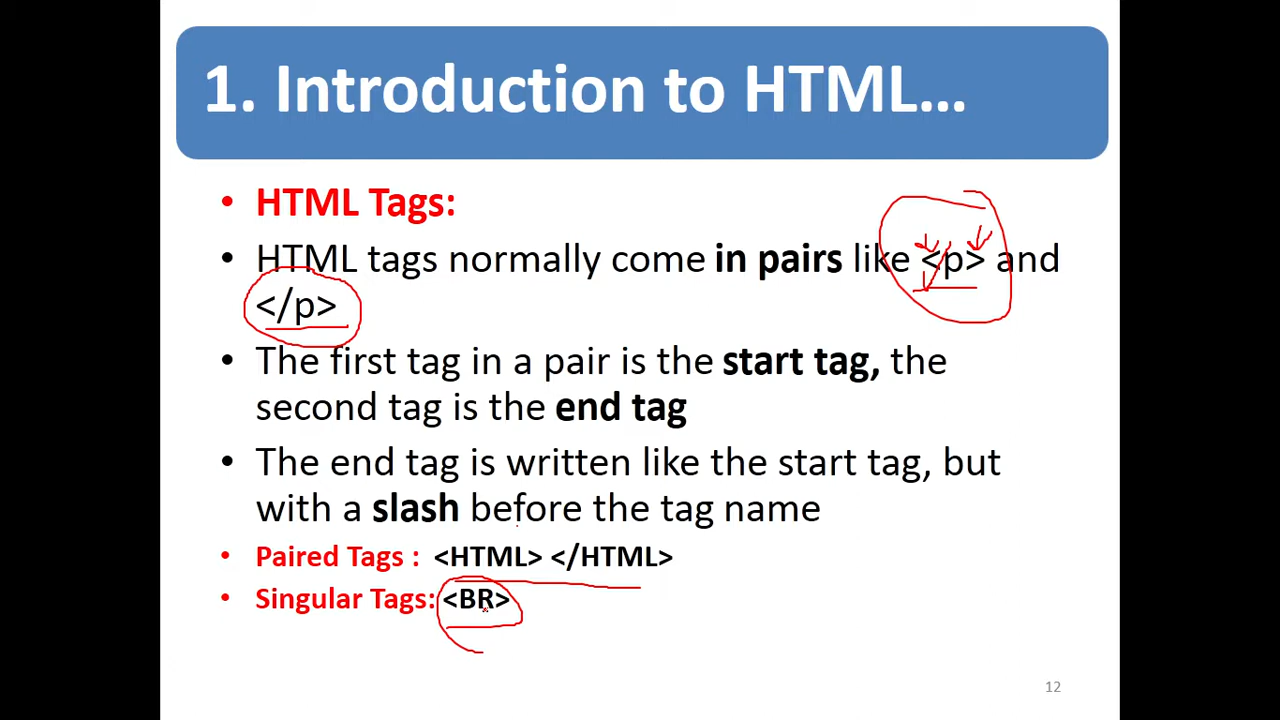 1. Introduction to HTML...
• HTML Tags:
• HTML tags normally come in pairs like <p> and
</p>
• The first tag in a pair is the start tag, the
second tag is the end tag
• The end tag is written like the start tag, but
with a slash before the tag name
• Paired Tags : <HTML> </HTML>
• Singular Tags: <BR>
12